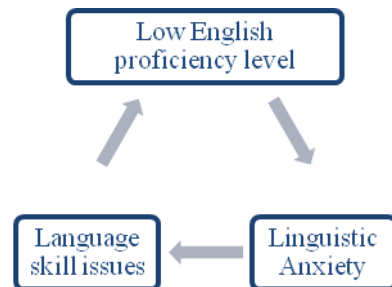 Low English
proficiency level
Language
skill issues
Linguistic
Anxiety